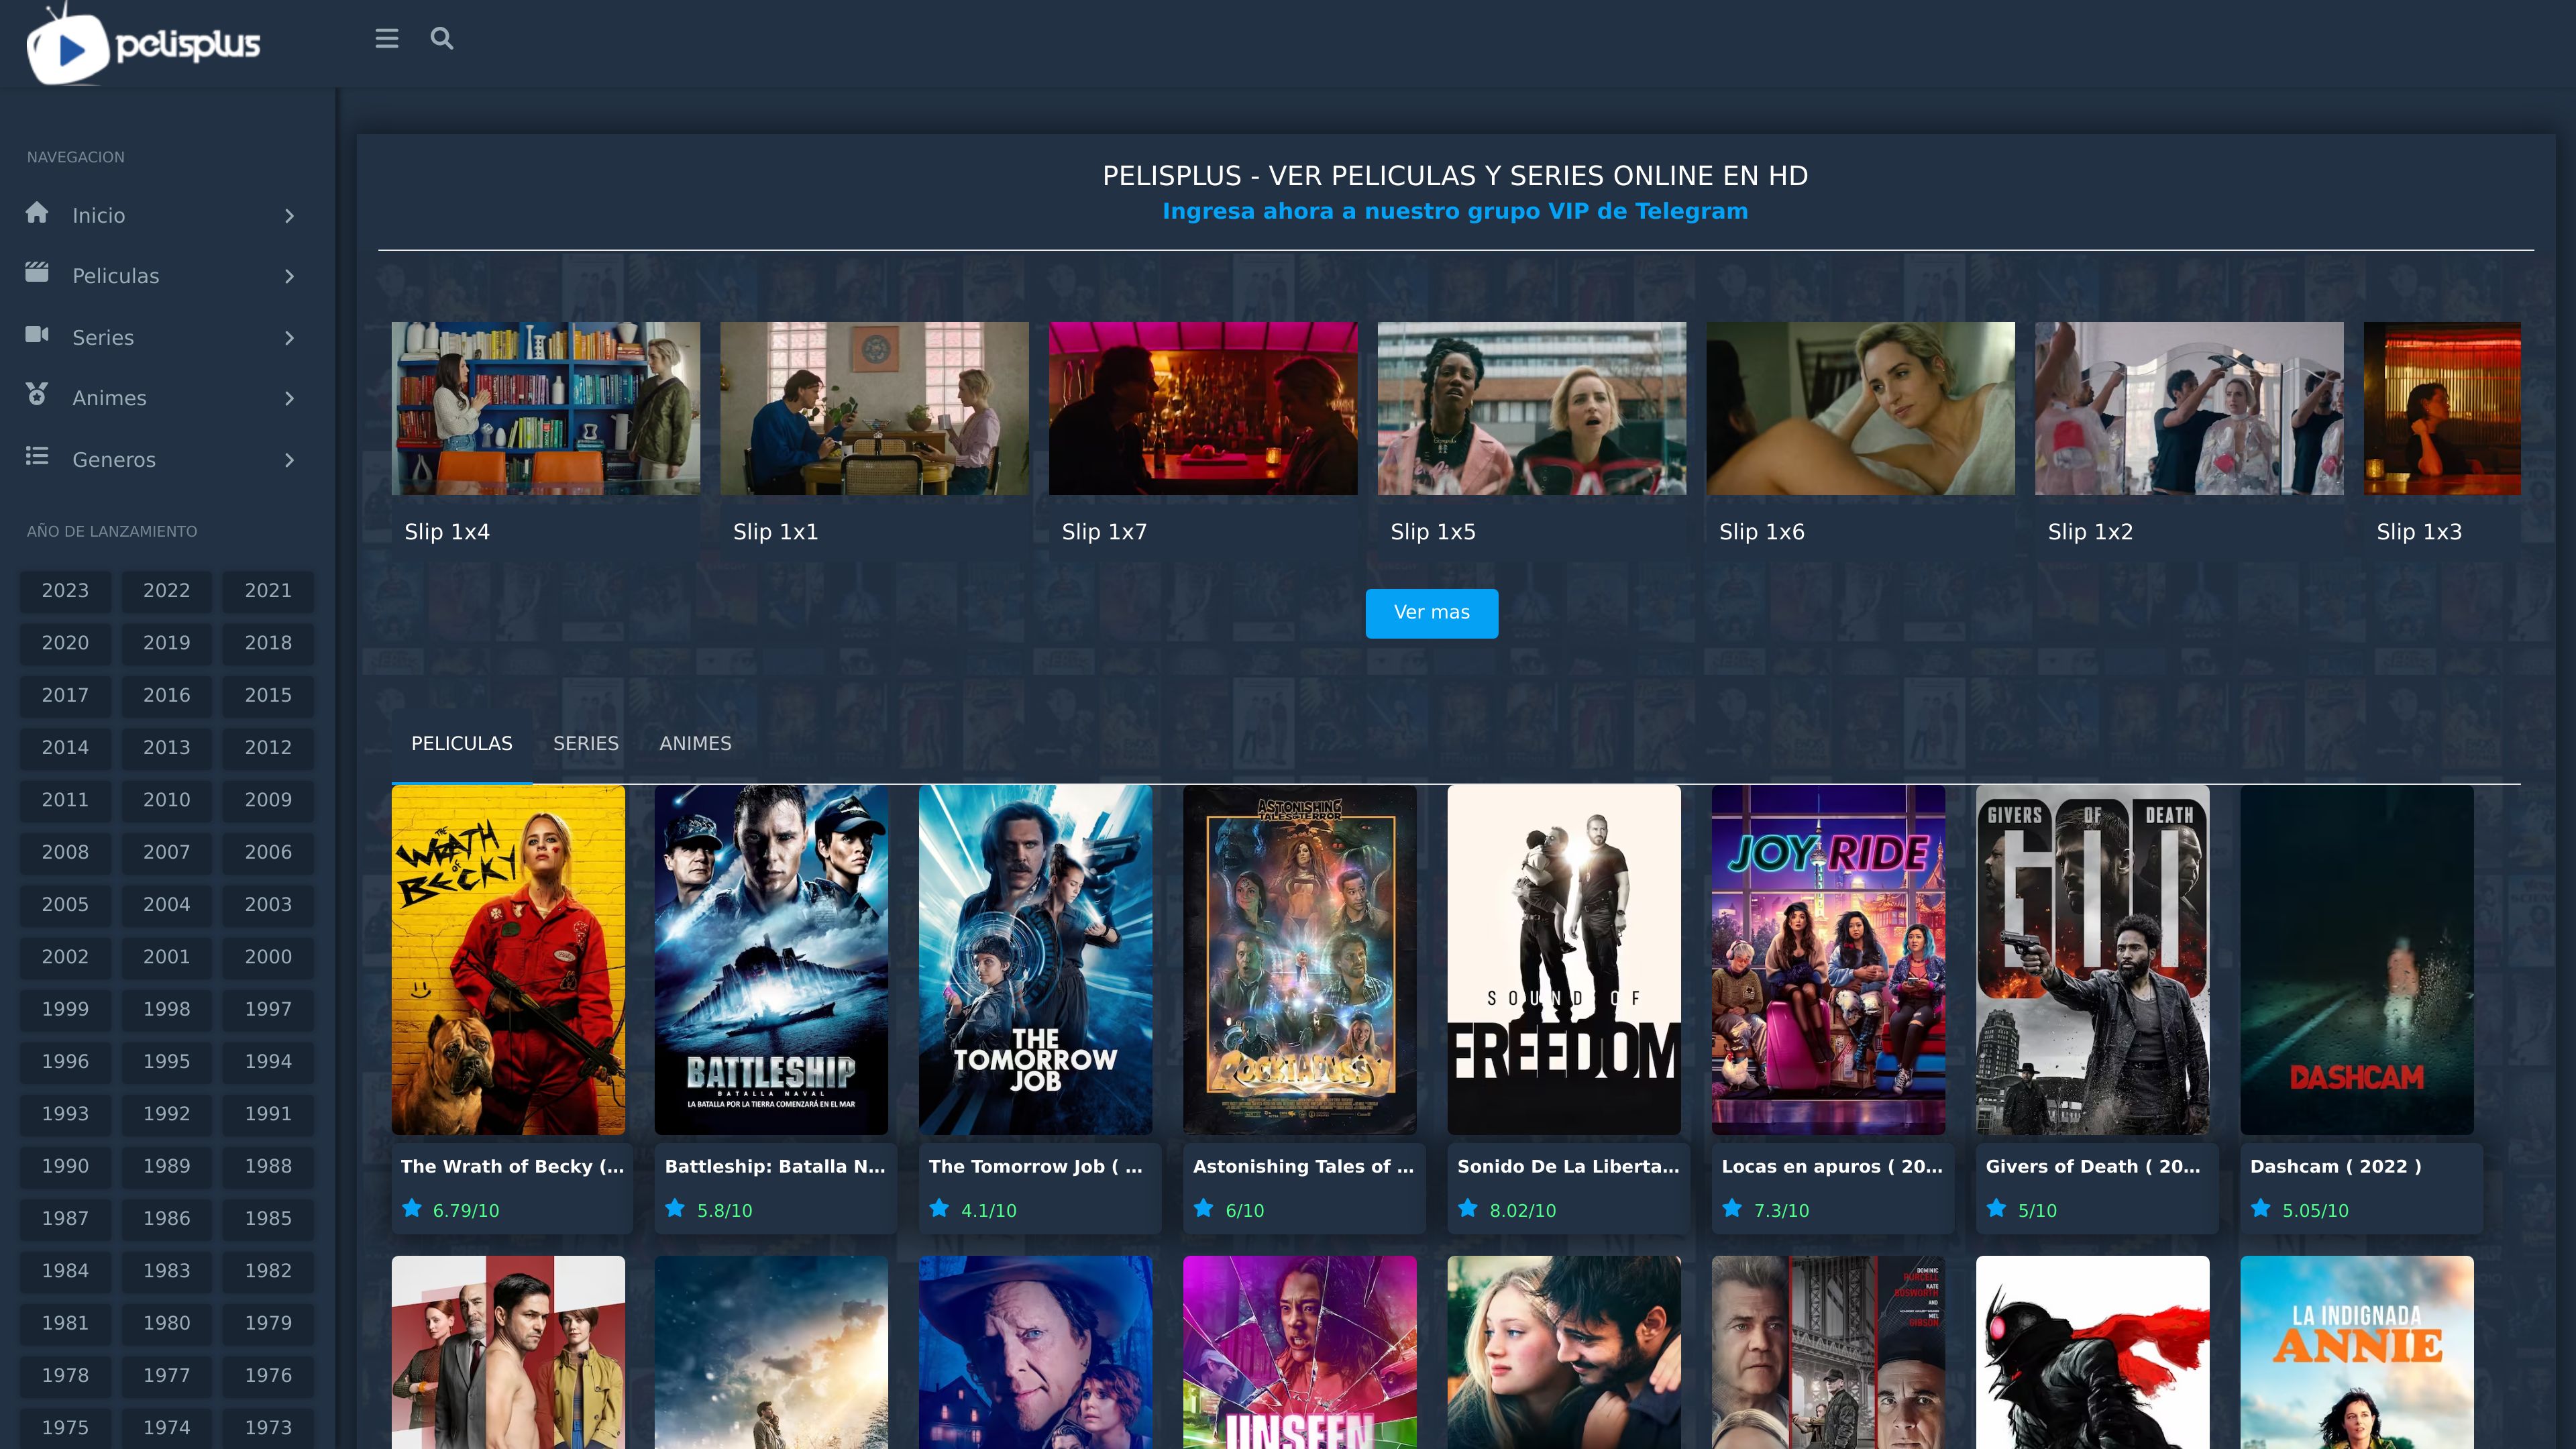 pelisplus
NAVEGACION
Inicio
Peliculas
Series
Animes
Generos
AÑO DE LANZAMIENTO
2023 2022 2021
2020 2019 2018
2017 2016 2015
2014 2013 2012
2011 2010 2009
2008 2007 2006
2005 2004 2003
2002 2001 2000
1999 1998 1997
1996 1995 1994
1993 1992 1991
1990 1989 1988
1987 1986 1985
1984 1983 1982
1981 1980 1979
1978 1977 1976
1975 1974 1973
PELISPLUS - VER PELICULAS Y SERIES ONLINE EN HD
Ingresa ahora a nuestro grupo VIP de Telegram
Slip 1x4
Slip 1x1
Slip 1x7
Slip 1x5
Slip 1x6
Slip 1x2
Slip 1x3
Ver mas
PELICULAS SERIES ANIMES
THE WRATH OF BECKY
BATTLESHIP
BATALLA NAVAL
LA BATALLA POR LA TIERRA COMENZARÁ EN EL MAR
THE TOMORROW JOB
ASTONISHING TALES OF TERROR
ROCKTAPUSSY
SOUND OF
FREEDOM
JOY RIDE
GIVERS OF DEATH
DASHCAM
The Wrath of Becky (...
6.79/10
Battleship: Batalla N...
5.8/10
The Tomorrow Job ( ...
4.1/10
Astonishing Tales of ...
6/10
Sonido De La Liberta...
8.02/10
Locas en apuros ( 20...
7.3/10
Givers of Death ( 20...
5/10
Dashcam ( 2022 )
5.05/10
UNSEEN
DOMINIC
PURCELL
KATE
BOSWORTH
AND
MEL
GIBSON
LA INDIGNADA
ANNIE